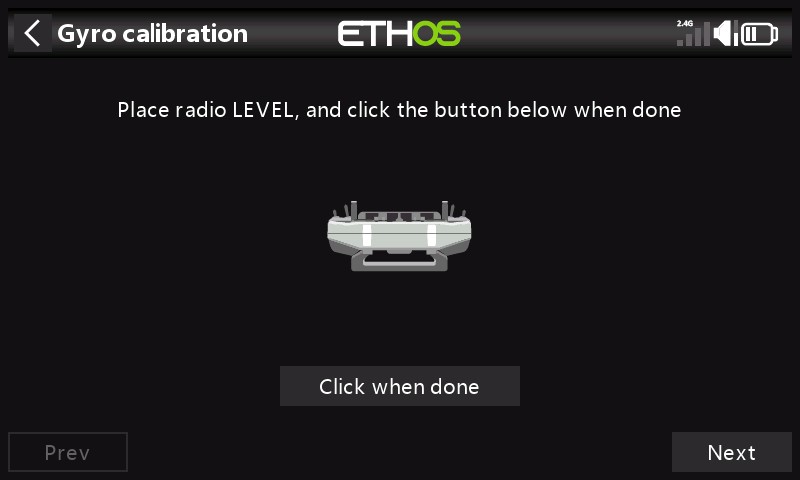 Gyro calibration
ETHOS
2.4G
Place radio LEVEL, and click the button below when done
Click when done
Prev
Next